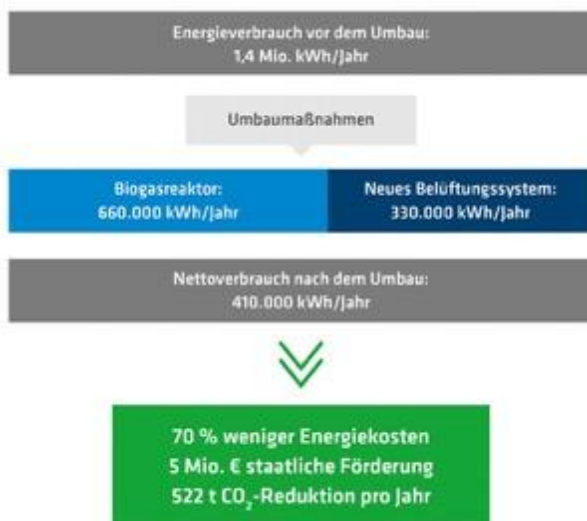 Energieverbrauch vor dem Umbau:
1,4 Mio. kWh/Jahr
Umbaumaßnahmen
Biogasreaktor:
660.000 kWh/Jahr
Neues Belüftungssystem:
330.000 kWh/Jahr
Nettoverbrauch nach dem Umbau:
410.000 kWh/Jahr
70 % weniger Energiekosten
5 Mio. € staatliche Förderung
522 t CO₂-Reduktion pro Jahr